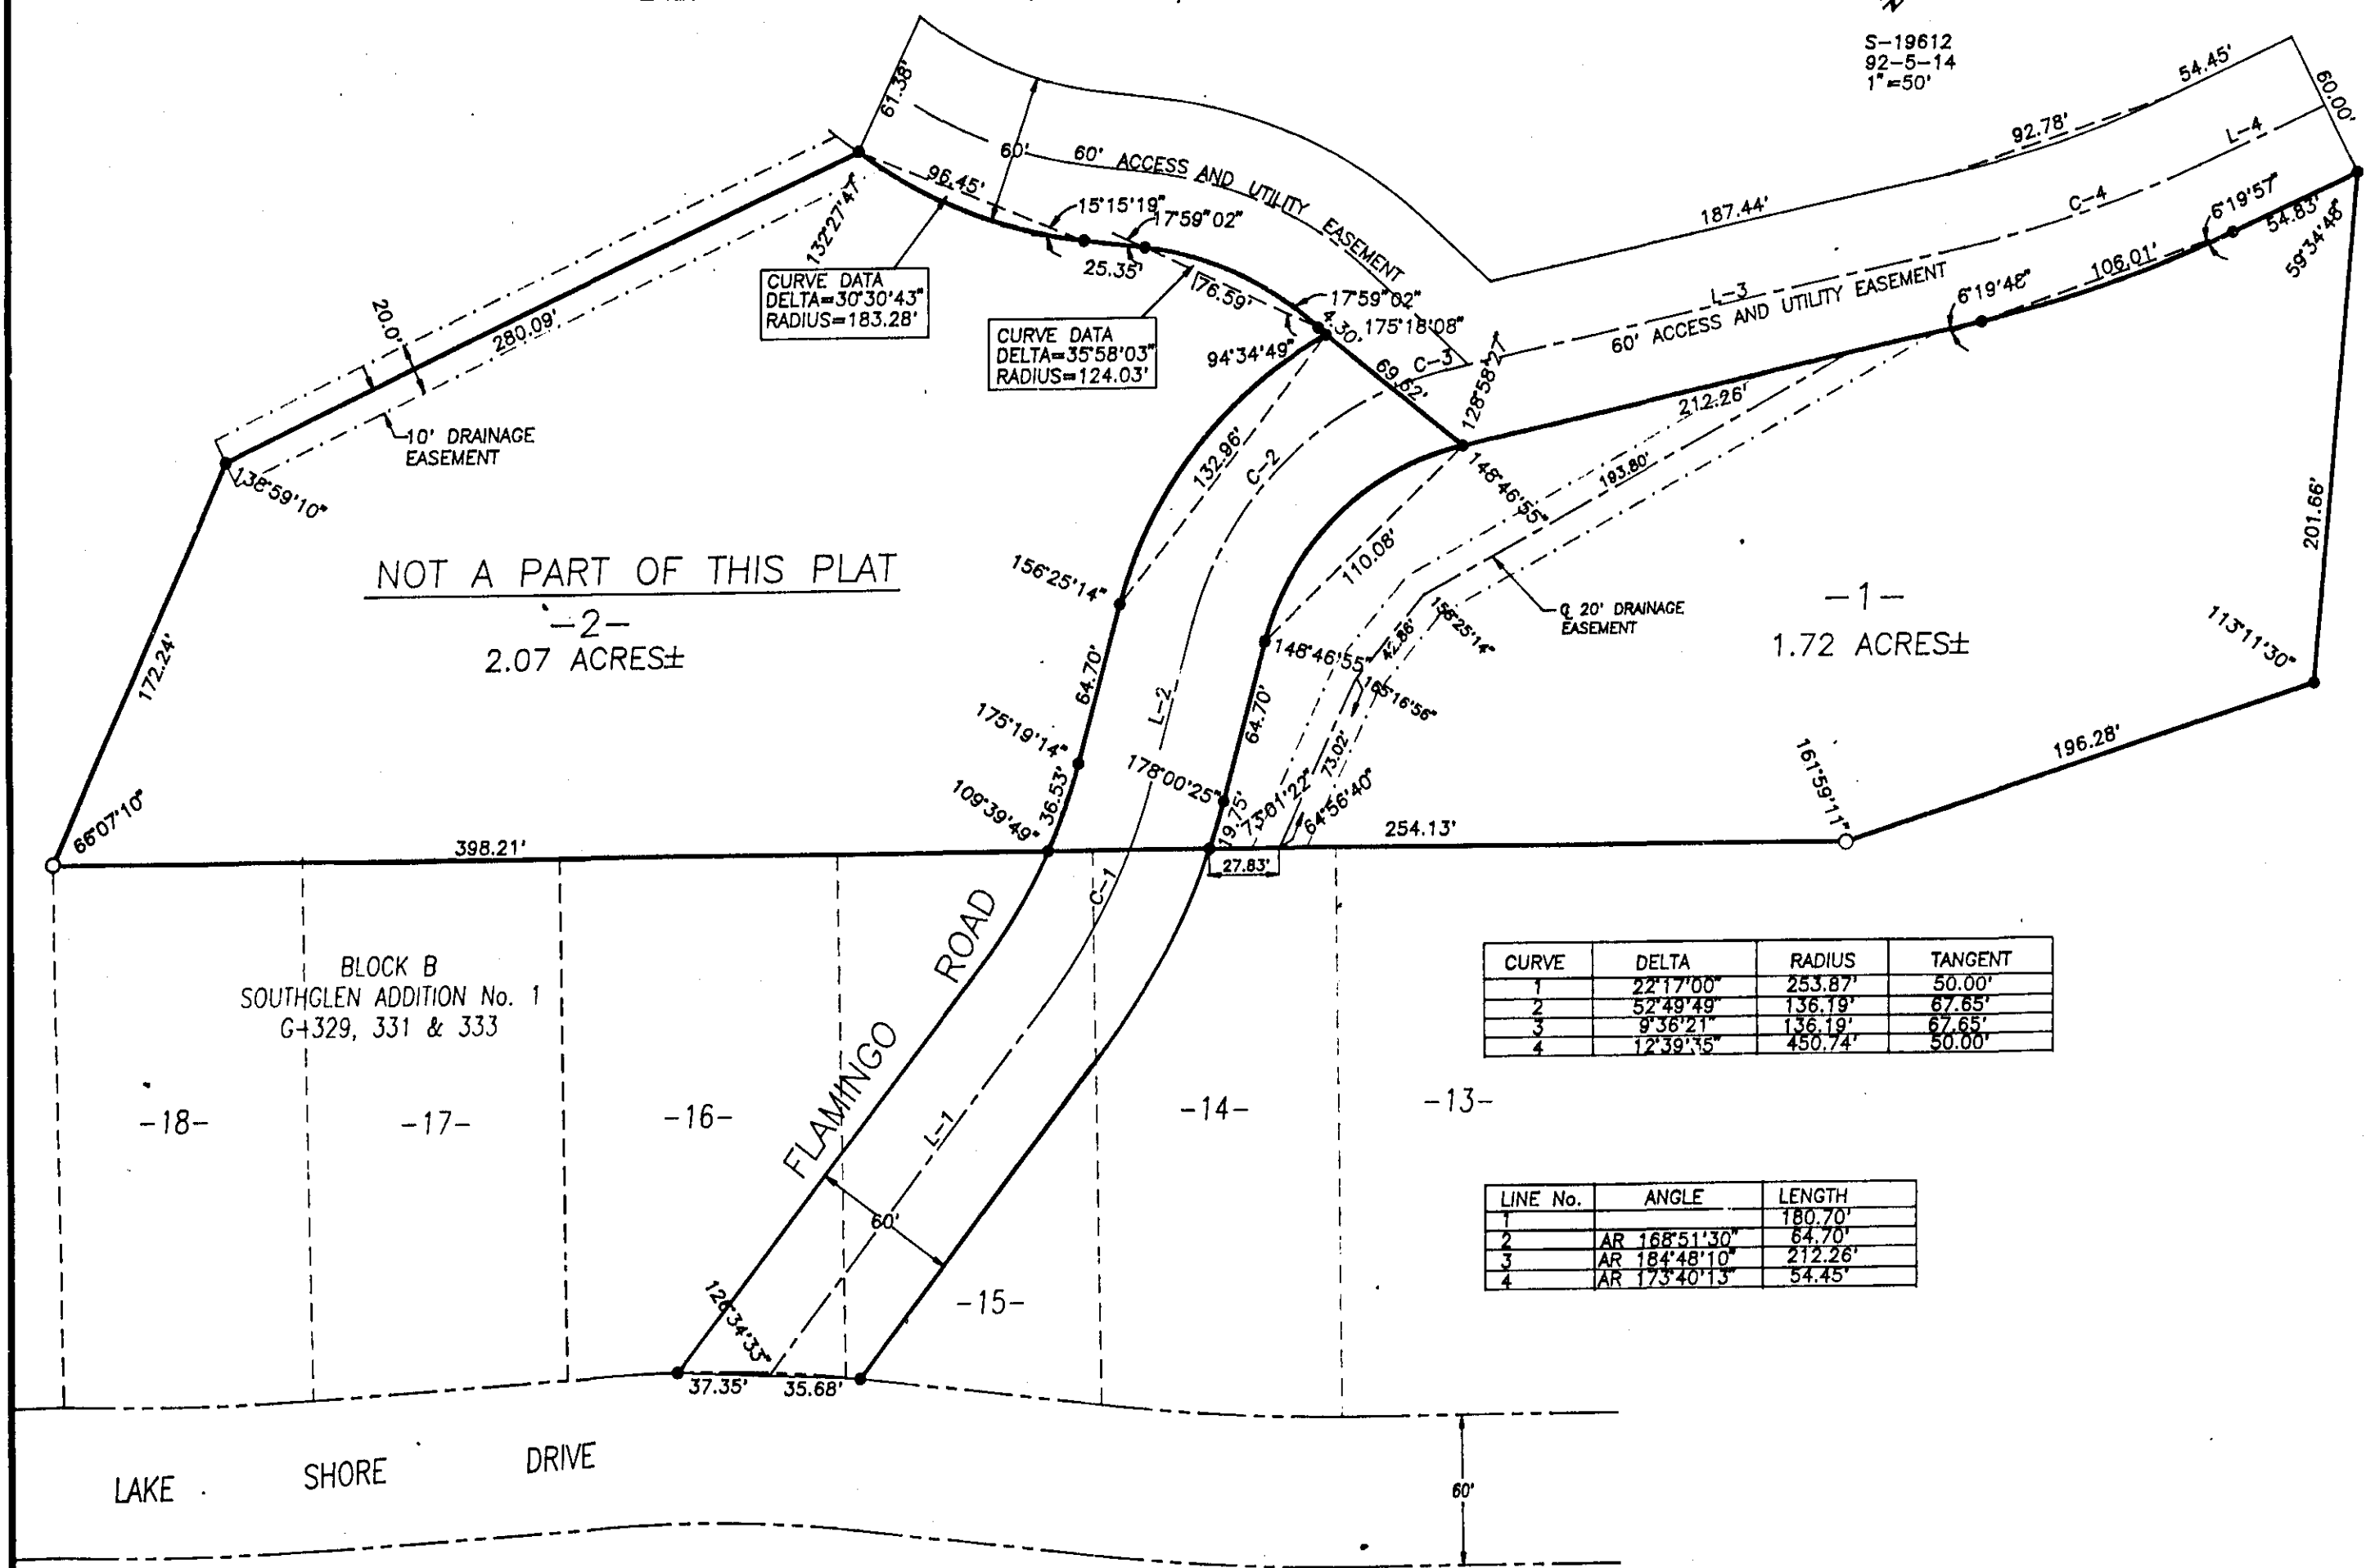 S-19612
92-5-14
1"=50'
54.45'
60.00'
92.78'
L-4
61.38'
60'
60' ACCESS AND UTILITY EASEMENT
96.45'
15°15'19"
17°59"02"
25.35'
132°27'47"
187.44'
C-4
6°19'57"
54.83'
59°34'48"
106.01'
CURVE DATA
DELTA=30°30'43"
RADIUS=183.28'
76.59'
17°59"02"
4.30'
175°18'08"
L-3
60' ACCESS AND UTILITY EASEMENT
6°19'48"
20.0'
280.09'
CURVE DATA
DELTA=35°58'03"
RADIUS=124.03'
94°34'49"
69.62'
C-3
128°58'27"
212.26'
10' DRAINAGE
EASEMENT
138°59'10"
132.96'
C-2
148°46'55"
193.80'
201.66'
110.08'
156°25'14"
NOT A PART OF THIS PLAT
-2-
2.07 ACRES±
℄ 20' DRAINAGE
EASEMENT
-1-
1.72 ACRES±
172.24'
64.70'
L-2
148°46'55"
42.86'
113°11'30"
165°16'56"
64.70'
175°19'14"
178°00'25"
73.02'
196.28'
161°59'11"
66°07'10"
109°39'49"
36.53'
19.75'
73°01'22"
64°56'40"
398.21'
254.13'
27.83'
C-1
FLAMINGO ROAD
BLOCK B
SOUTHGLEN ADDITION No. 1
G-329, 331 & 333
CURVE DELTA RADIUS TANGENT
1 22°17'00" 253.87' 50.00'
2 52°49'49" 136.19' 67.65'
3 9°36'21" 136.19' 67.65'
4 12°39'35" 450.74' 50.00'
-18-
-17-
-16-
-14-
-13-
L-1
LINE No. ANGLE LENGTH
1 180.70'
2 AR 168°51'30" 64.70'
3 AR 184°48'10" 212.26'
4 AR 173°40'13" 54.45'
60'
-15-
126°34'33"
37.35'
35.68'
LAKE SHORE DRIVE
60'